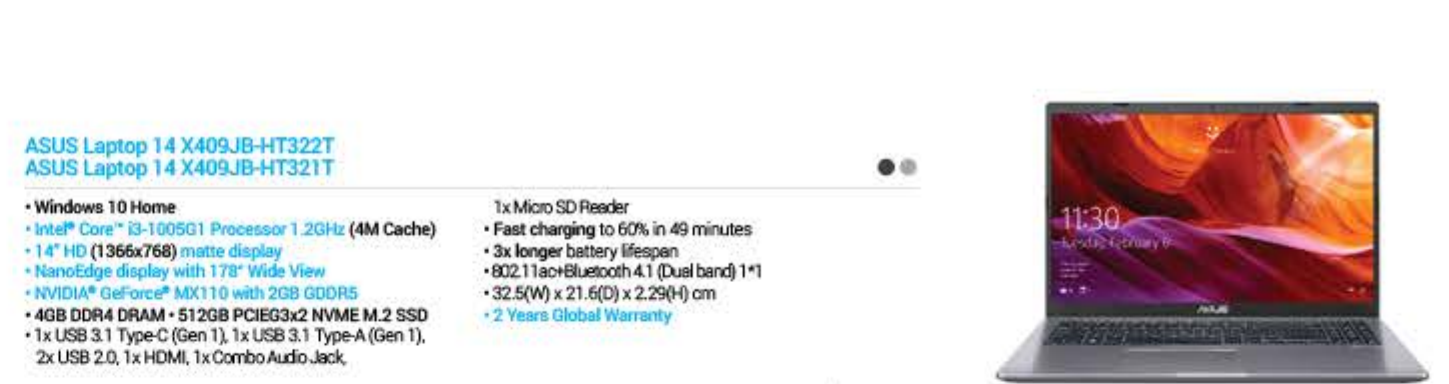 ASUS Laptop 14 X409JB-HT322T
ASUS Laptop 14 X409JB-HT321T
• Windows 10 Home
• Intel® Core™ i3-1005G1 Processor 1.2GHz (4M Cache)
• 14" HD (1366x768) matte display
• NanoEdge display with 178° Wide View
• NVIDIA® GeForce® MX110 with 2GB GDDR5
• 4GB DDR4 DRAM • 512GB PCIEG3x2 NVME M.2 SSD
• 1x USB 3.1 Type-C (Gen 1), 1x USB 3.1 Type-A (Gen 1),
2x USB 2.0, 1x HDMI, 1x Combo Audio Jack,
1x Micro SD Reader
• Fast charging to 60% in 49 minutes
• 3x longer battery lifespan
• 802.11ac+Bluetooth 4.1 (Dual band) 1*1
• 32.5(W) x 21.6(D) x 2.29(H) cm
• 2 Years Global Warranty
11:30
Tuesday, February 6
ASUS